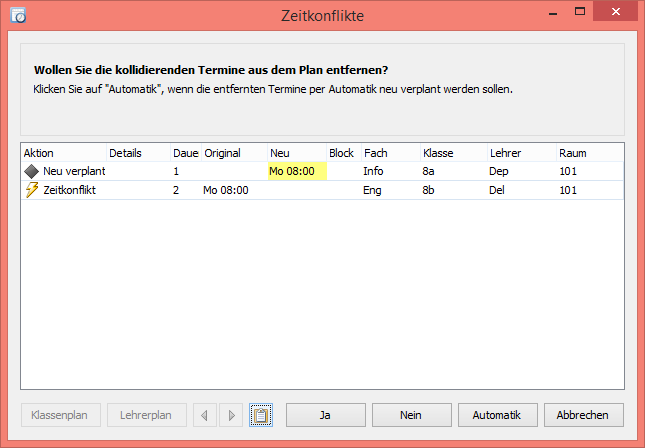 Zeitkonflikte
Wollen Sie die kollidierenden Termine aus dem Plan entfernen?
Klicken Sie auf "Automatik", wenn die entfernten Termine per Automatik neu verplant werden sollen.
Aktion Details Daue Original Neu Block Fach Klasse Lehrer Raum
Neu verplant 1 Mo 08:00 Info 8a Dep 101
Zeitkonflikt 2 Mo 08:00 Eng 8b Del 101
Klassenplan Lehrerplan Ja Nein Automatik Abbrechen